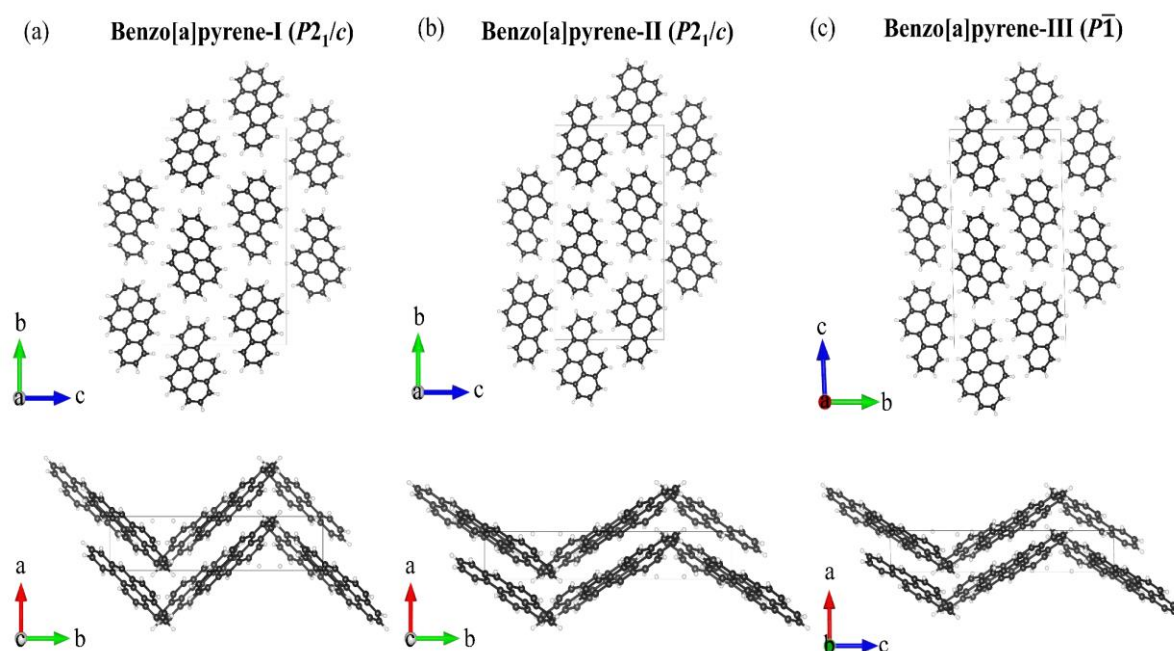 (a) Benzo[a]pyrene-I (P2₁/c)
(b) Benzo[a]pyrene-II (P2₁/c)
(c) Benzo[a]pyrene-III (P1̅)
b
a
c
b
a
c
c
a
b
a
c
b
a
c
b
a
b
c